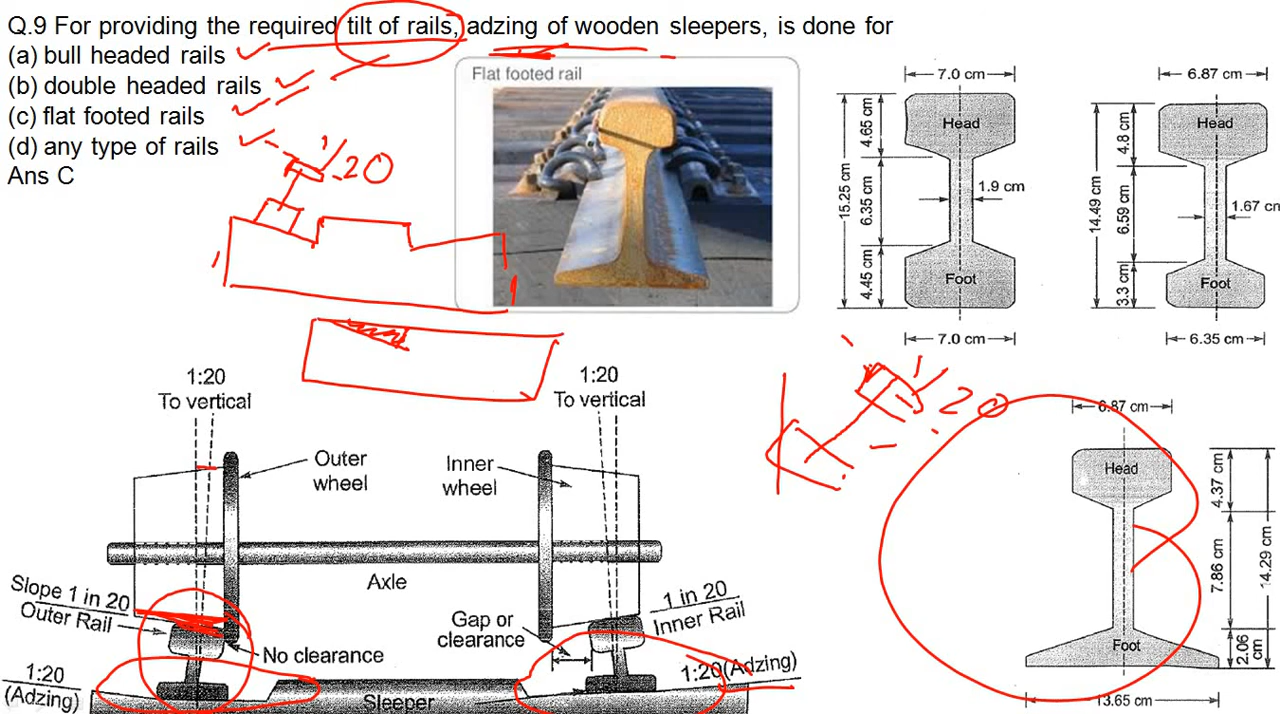 Q.9 For providing the required tilt of rails, adzing of wooden sleepers, is done for
(a) bull headed rails
(b) double headed rails
(c) flat footed rails
(d) any type of rails
Ans C
1/20
Flat footed rail
7.0 cm
4.65 cm
15.25 cm
6.35 cm
4.45 cm
Head
1.9 cm
Foot
7.0 cm
6.87 cm
4.8 cm
14.49 cm
6.59 cm
3.3 cm
Head
1.67 cm
Foot
6.35 cm
1:20
To vertical
1:20
To vertical
Outer
wheel
Inner
wheel
Axle
Slope 1 in 20
Outer Rail
No clearance
Gap or
clearance
1 in 20
Inner Rail
1:20
(Adzing)
Sleeper
1:20(Adzing)
1/20
6.87 cm
Head
4.37 cm
7.86 cm
14.29 cm
Foot
2.06
cm
13.65 cm